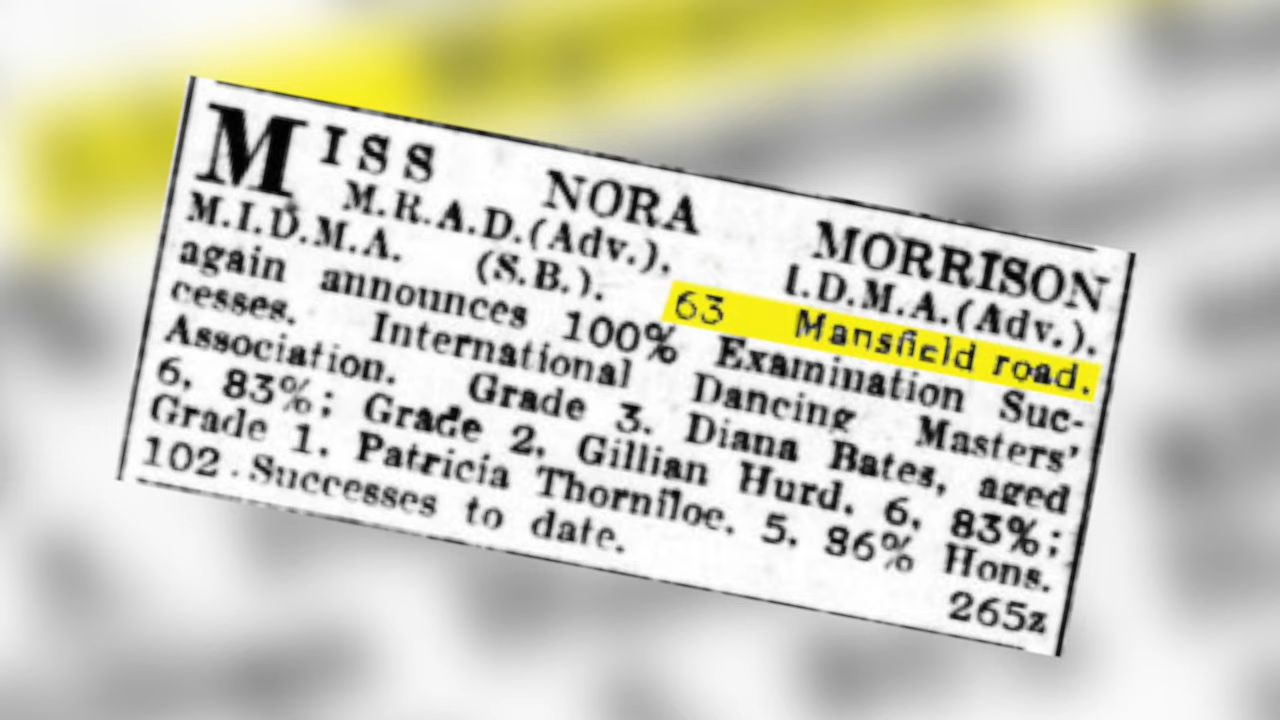 MISS NORA MORRISON
M.R.A.D.(Adv.). I.D.M.A.(Adv.).
M.I.D.M.A. (S.B.). 63 Mansfield road.
again announces 100% Examination Suc-
cesses. International Dancing Masters'
Association. Grade 3. Diana Bates, aged
6, 83%; Grade 2, Gillian Hurd, 6, 83%;
Grade 1. Patricia Thorniloe. 5, 86% Hons.
102 Successes to date. 265z